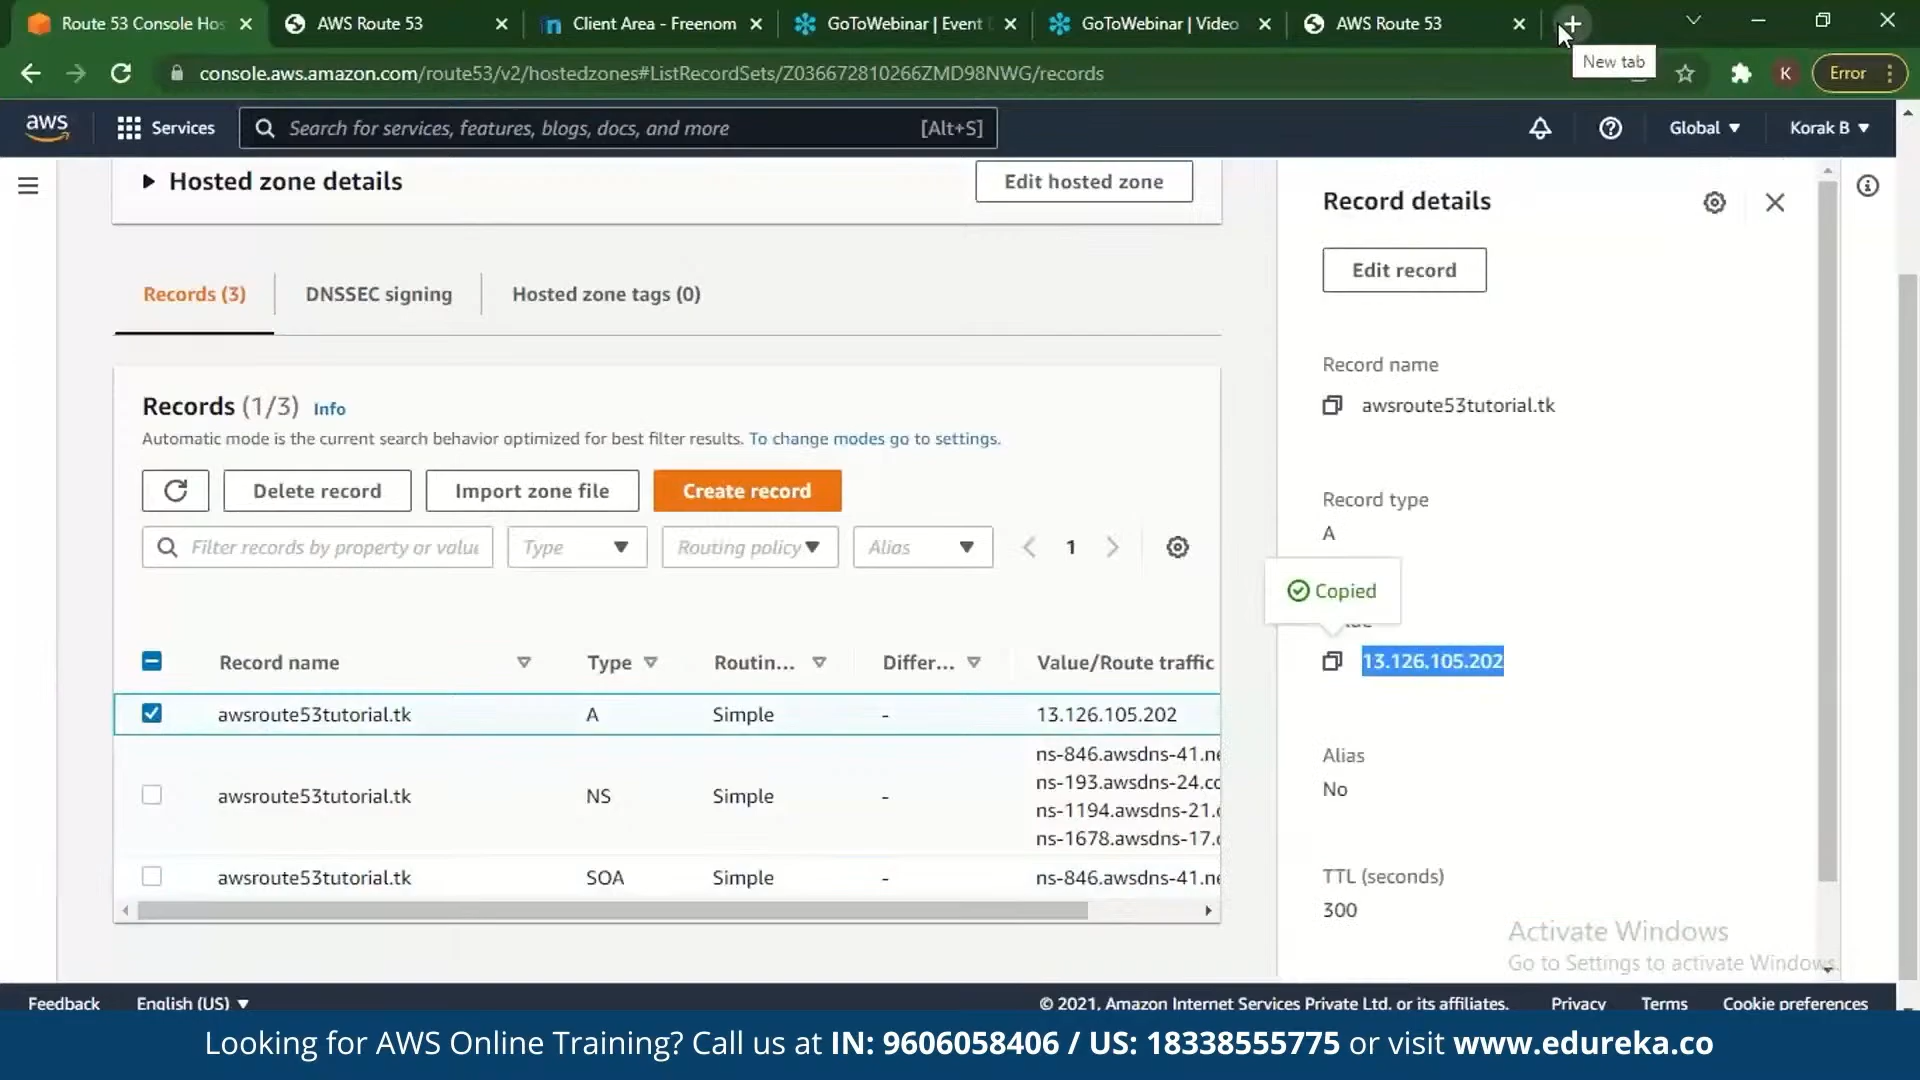 Route 53 Console Hos
AWS Route 53
Client Area - Freenom
GoToWebinar | Event
GoToWebinar | Video
AWS Route 53
New tab
console.aws.amazon.com/route53/v2/hostedzones#ListRecordSets/Z036672810266ZMD98NWG/records
K
Error
aws
Services
Search for services, features, blogs, docs, and more
[Alt+S]
Global
Korak B
Hosted zone details
Edit hosted zone
Records (3)
DNSSEC signing
Hosted zone tags (0)
Records (1/3) Info
Automatic mode is the current search behavior optimized for best filter results. To change modes go to settings.
Delete record
Import zone file
Create record
Filter records by property or value
Type
Routing policy
Alias
1
Record name Type Routin... Differ... Value/Route traffic
awsroute53tutorial.tk A Simple - 13.126.105.202
awsroute53tutorial.tk NS Simple -
ns-846.awsdns-41.ne
ns-193.awsdns-24.co
ns-1194.awsdns-21.
ns-1678.awsdns-17.
awsroute53tutorial.tk SOA Simple - ns-846.awsdns-41.ne
Record details
Edit record
Record name
awsroute53tutorial.tk
Record type
A
Copied
13.126.105.202
Alias
No
TTL (seconds)
300
Activate Windows
Go to Settings to activate Windows.
Feedback
English (US)
© 2021, Amazon Internet Services Private Ltd. or its affiliates.
Privacy
Terms
Cookie preferences
Looking for AWS Online Training? Call us at IN: 9606058406 / US: 18338555775 or visit www.edureka.co